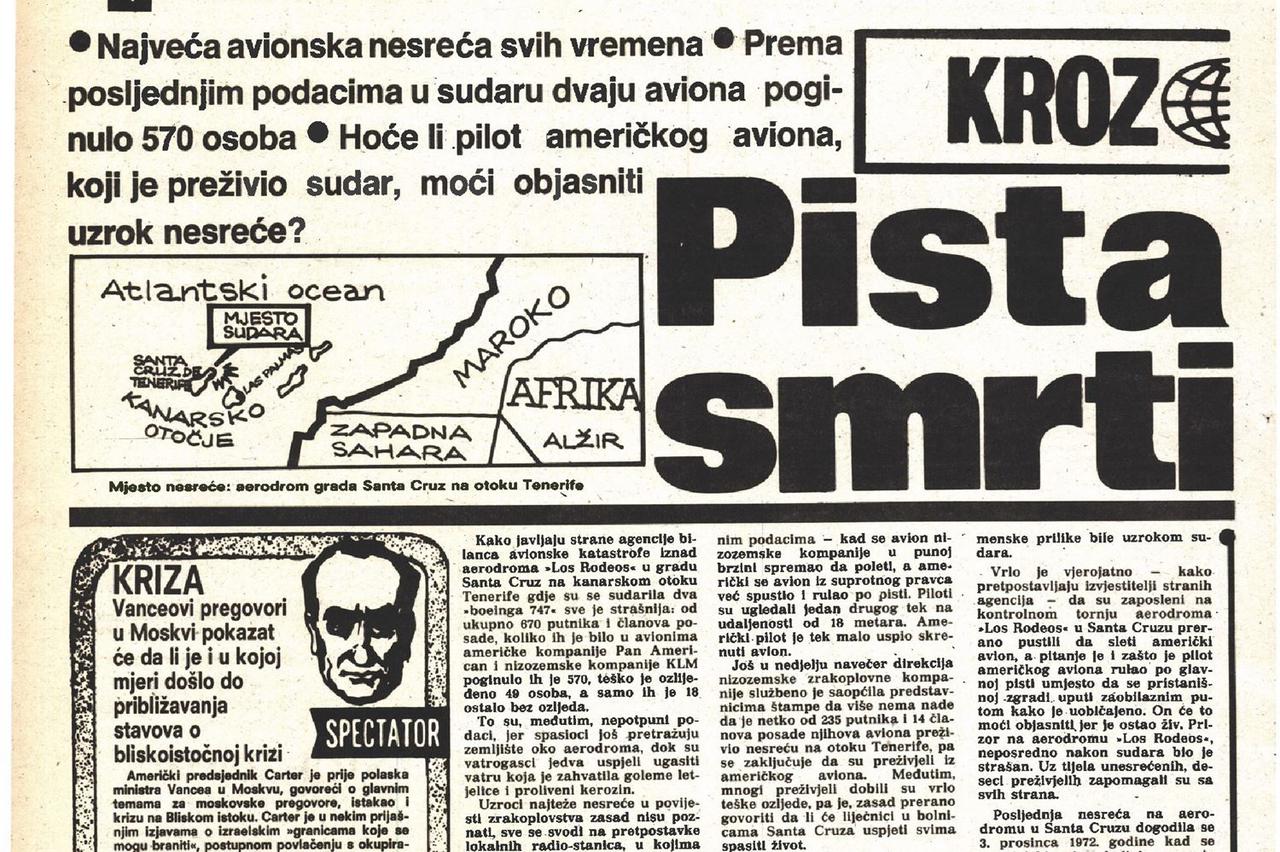 ● Najveća avionska nesreća svih vremena ● Prema
posljednjim podacima u sudaru dvaju aviona pogi-
nulo 570 osoba ● Hoće li pilot američkog aviona,
koji je preživio sudar, moći objasniti
uzrok nesreće?
KROZ
Pista
smrti
Atlantski ocean
MJESTO
SUDARA
SANTA
CRUZ DE
TENERIFE
LAS PALMAS
KANARSKO
OTOČJE
MAROKO
AFRIKA
ZAPADNA
SAHARA
ALŽIR
Mjesto nesreće: aerodrom grada Santa Cruz na otoku Tenerife
KRIZA
Vanceovi pregovori
u Moskvi pokazat
će da li je i u kojoj
mjeri došlo do
približavanja
stavova o
bliskoistočnoj krizi
SPECTATOR
Američki predsjednik Carter je prije polaska
ministra Vancea u Moskvu, govoreći o glavnim
temama za moskovske pregovore, istakao i
krizu na Bliskom istoku. Carter je u nekim prijaš-
njim izjavama o izraelskim »granicama koje se
mogu braniti«, postupnom povlačenju s okupira-
Kako javljaju strane agencije bi-
lanca avionske katastrofe iznad
aerodroma »Los Rodeos« u gradu
Santa Cruz na kanarskom otoku
Tenerife gdje su se sudarila dva
»boeinga 747« sve je strašnija: od
ukupno 670 putnika i članova po-
sade, koliko ih je bilo u avionima
američke kompanije Pan Ameri-
can i nizozemske kompanije KLM
poginulo ih je 570, teško je ozlije-
đeno 49 osoba, a samo ih je 18
ostalo bez ozljeda.
To su, međutim, nepotpuni po-
daci, jer spasioci još pretražuju
zemljište oko aerodroma, dok su
vatrogasci jedva uspjeli ugasiti
vatru koja je zahvatila goleme let-
jelice i proliveni kerozin.
Uzroci najteže nesreće u povije-
sti zrakoplovstva zasad nisu poz-
nati, sve se svodi na pretpostavke
lokalnih radio-stanica, u kojima
nim podacima — kad se avion ni-
zozemske kompanije u punoj
brzini spremao da poleti, a ame-
rički se avion iz suprotnog pravca
već spustio i rulao po pisti. Piloti
su ugledali jedan drugog tek na
udaljenosti od 18 metara. Ame-
rički pilot je tek malo uspio skre-
nuti avion.
Još u nedjelju navečer direkcija
nizozemske zrakoplovne kompa-
nije službeno je saopćila predstav-
nicima štampe da više nema nade
da je netko od 235 putnika i 14 čla-
nova posade njihova aviona preži-
vio nesreću na otoku Tenerife, pa
se zaključuje da su preživjeli iz
američkog aviona. Međutim,
mnogi preživjeli dobili su vrlo
teške ozljede, pa je, zasad prerano
govoriti da će liječnici u bolni-
cama Santa Cruza uspjeti svima
spasiti život.
menske prilike bile uzrokom su-
dara.
Vrlo je vjerojatno — kako
pretpostavljaju izvjestitelji stranih
agencija — da su zaposleni na
kontrolnom tornju aerodroma
»Los Rodeos« u Santa Cruzu prer-
ano pustili da sleti američki
avion, a pitanje je i zašto je pilot
američkog aviona rulao po glav-
noj pisti umjesto da se pristaniš-
noj zgradi uputi zaobilaznim pu-
tom kako je uobičajeno. On će to
moći objasniti jer je ostao živ. Pri-
zor na aerodromu »Los Rodeos«,
neposredno nakon sudara bio je
strašan. Uz tijela unesrećenih, de-
seci preživjelih zapomagali su sa
svih strana.
Posljednja nesreća na aero-
dromu u Santa Cruzu dogodila se
3. prosinca 1972. godine kad se